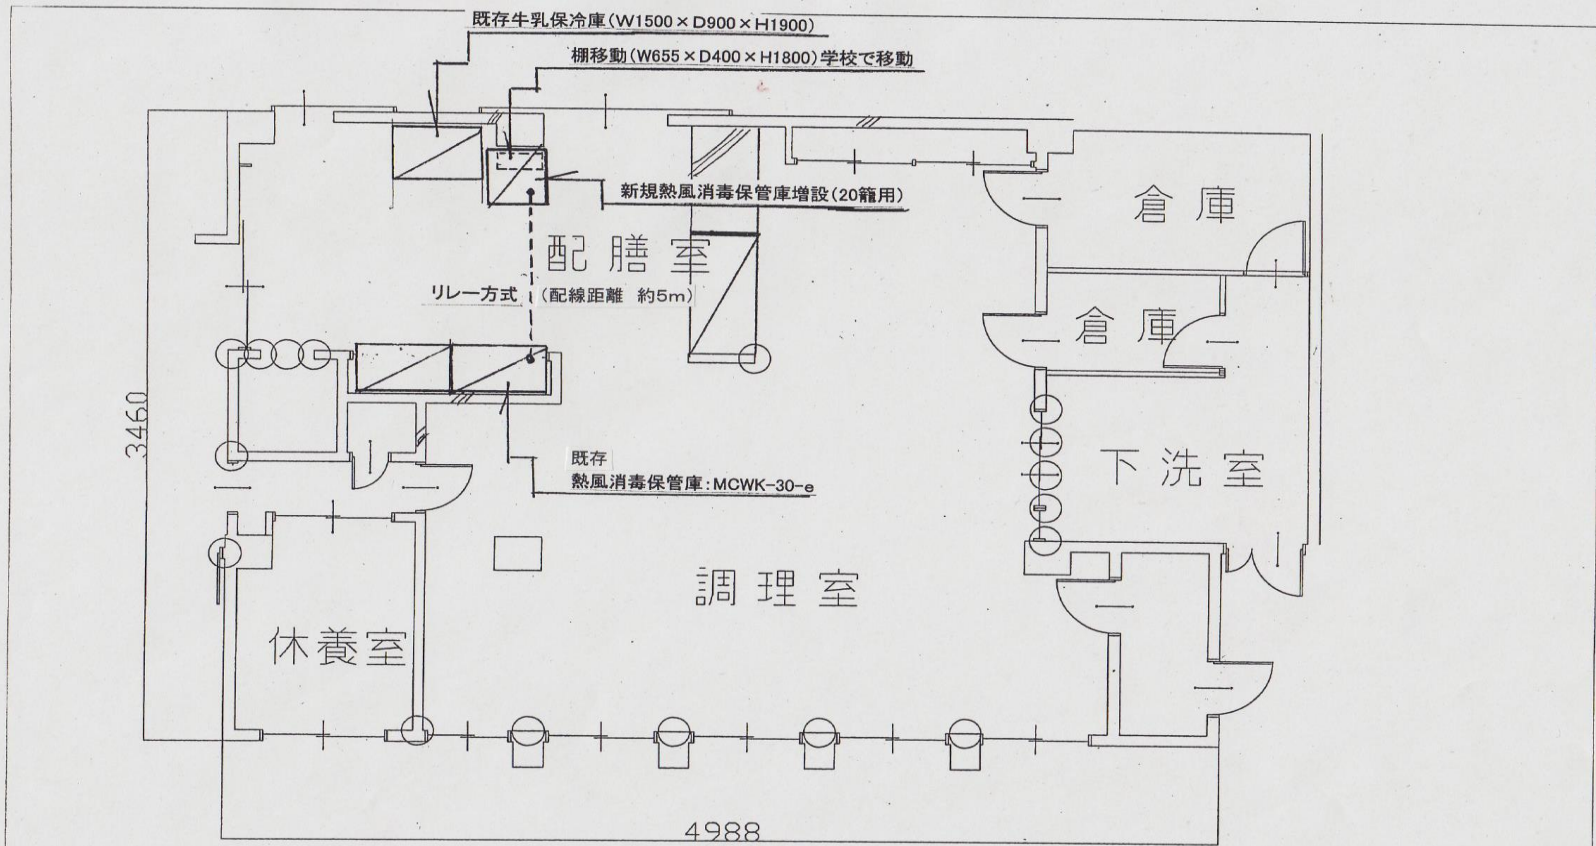 既存牛乳保冷庫(W1500×D900×H1900)
棚移動(W655×D400×H1800)学校で移動
新規熱風消毒保管庫増設(20籠用)
倉庫
配膳室
リレー方式 (配線距離 約5m)
倉庫
3460
既存
熱風消毒保管庫:MCWK-30-e
下洗室
調理室
休養室
4988